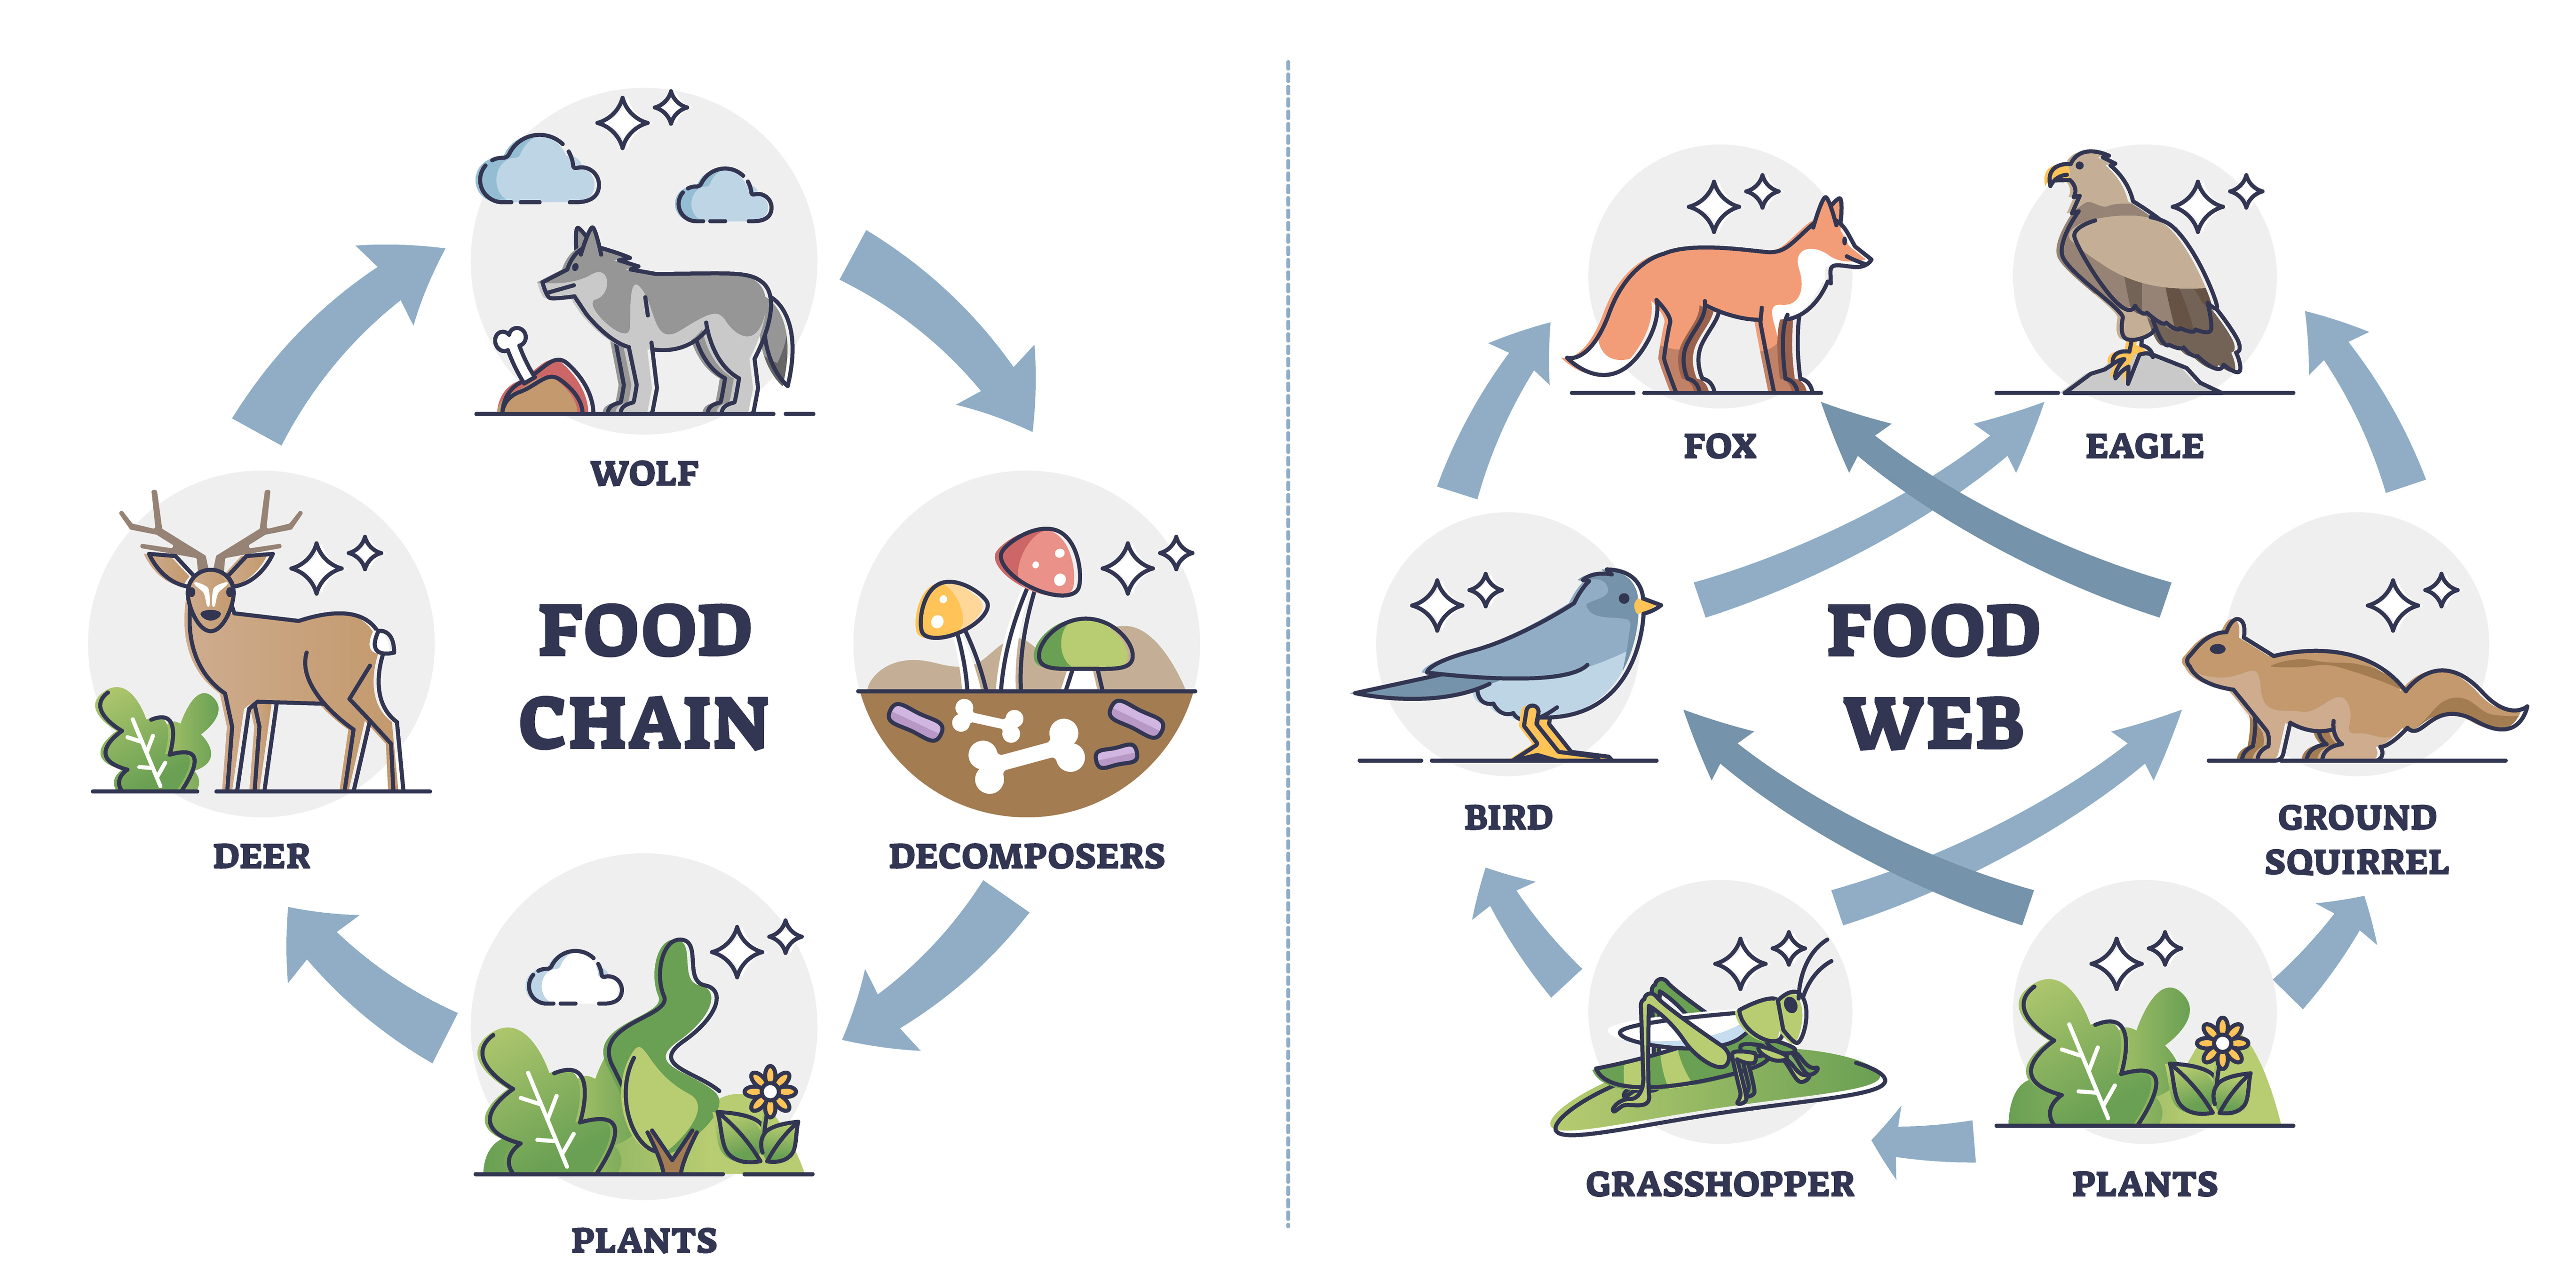 WOLF
DEER
FOOD
CHAIN
DECOMPOSERS
PLANTS
FOX
EAGLE
BIRD
FOOD
WEB
GROUND
SQUIRREL
GRASSHOPPER
PLANTS